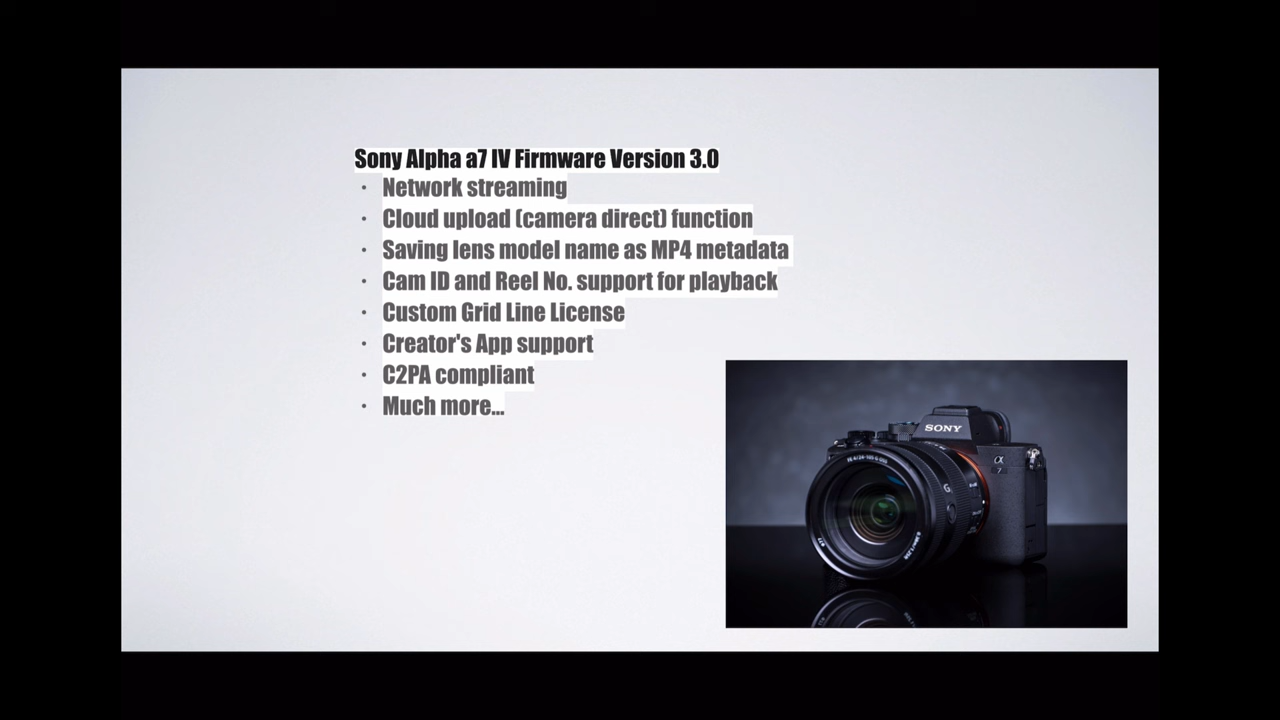 Sony Alpha a7 IV Firmware Version 3.0
· Network streaming
· Cloud upload (camera direct) function
· Saving lens model name as MP4 metadata
· Cam ID and Reel No. support for playback
· Custom Grid Line License
· Creator's App support
· C2PA compliant
· Much more...
SONY
α
7
G